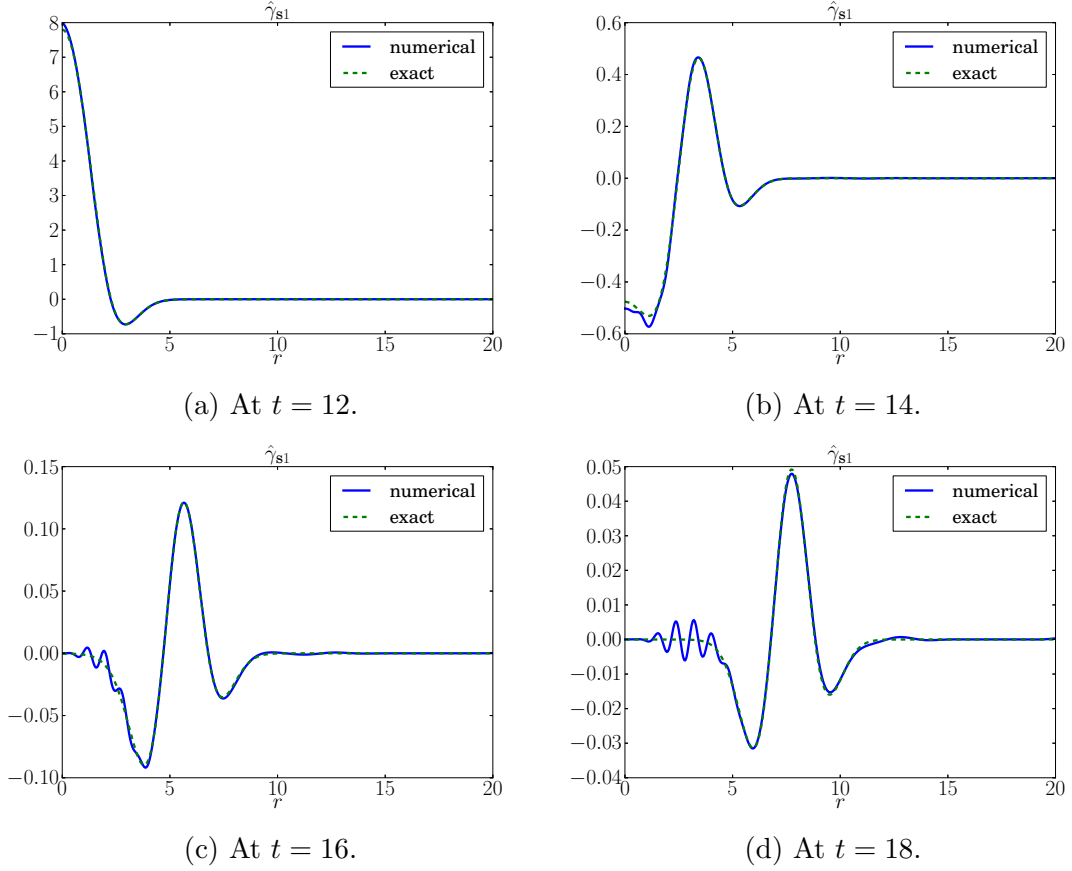 γ̂s1
8
7
6
5
4
3
2
1
0
−1
0 5 10 15 20
r
numerical
exact
(a) At t = 12.
γ̂s1
0.6
0.4
0.2
0.0
−0.2
−0.4
−0.6
0 5 10 15 20
r
numerical
exact
(b) At t = 14.
γ̂s1
0.15
0.10
0.05
0.00
−0.05
−0.10
0 5 10 15 20
r
numerical
exact
(c) At t = 16.
γ̂s1
0.05
0.04
0.03
0.02
0.01
0.00
−0.01
−0.02
−0.03
−0.04
0 5 10 15 20
r
numerical
exact
(d) At t = 18.